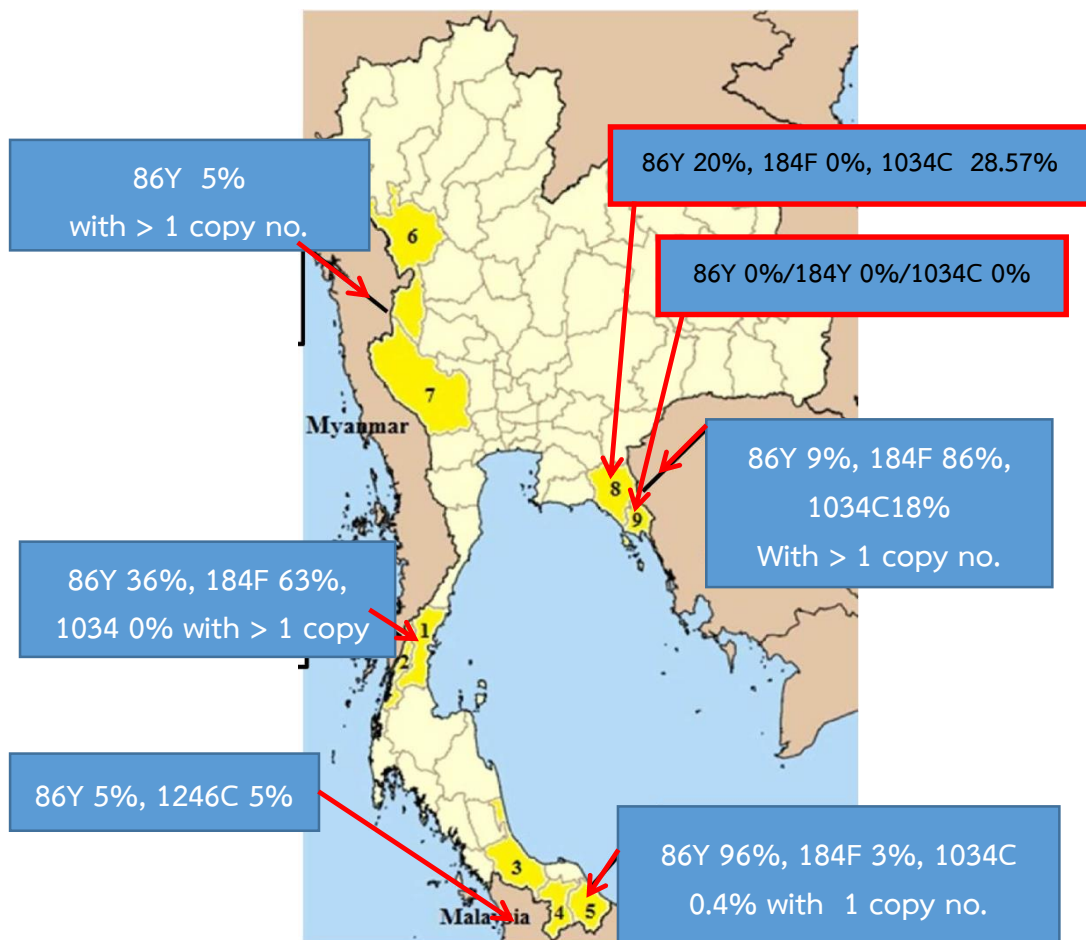 86Y 5%
with > 1 copy no.
86Y 20%, 184F 0%, 1034C 28.57%
86Y 0%/184Y 0%/1034C 0%
6
7
Myanmar
8
9
86Y 9%, 184F 86%,
1034C18%
With > 1 copy no.
86Y 36%, 184F 63%,
1034 0% with > 1 copy
1
2
86Y 5%, 1246C 5%
3
4
5
Malaysia
86Y 96%, 184F 3%, 1034C
0.4% with 1 copy no.